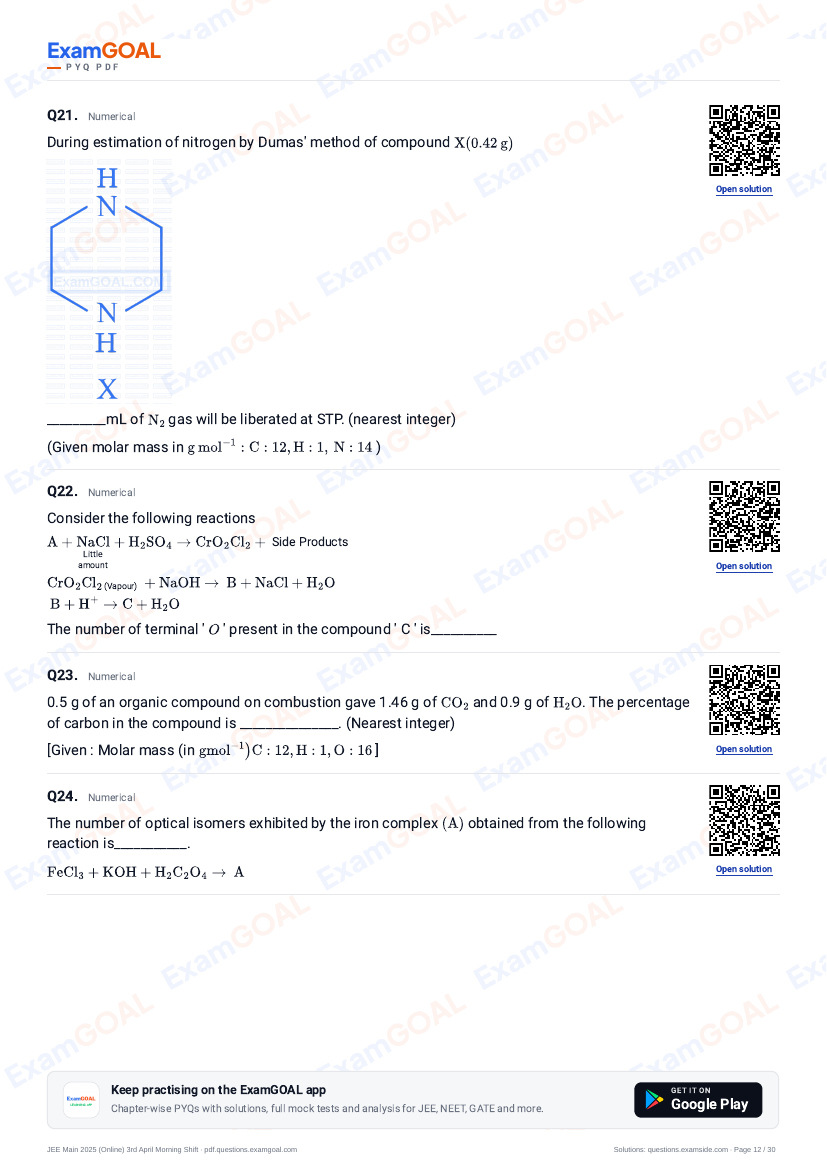 ExamGOAL
PYQ PDF
Q21. Numerical
During estimation of nitrogen by Dumas' method of compound X(0.42 g)
Open solution
H
N
ExamGOAL.COM
N
H
X
_________mL of N₂ gas will be liberated at STP. (nearest integer)
(Given molar mass in g mol⁻¹ : C : 12, H : 1, N : 14 )
Q22. Numerical
Consider the following reactions
A + NaCl + H₂SO₄ → CrO₂Cl₂ + Side Products
Little
amount
Open solution
CrO₂Cl₂ (Vapour) + NaOH → B + NaCl + H₂O
B + H⁺ → C + H₂O
The number of terminal ' O ' present in the compound ' C ' is__________
Q23. Numerical
0.5 g of an organic compound on combustion gave 1.46 g of CO₂ and 0.9 g of H₂O. The percentage
of carbon in the compound is _______________. (Nearest integer)
[Given : Molar mass (in gmol⁻¹) C : 12, H : 1, O : 16 ]
Open solution
Q24. Numerical
The number of optical isomers exhibited by the iron complex (A) obtained from the following
reaction is___________.
FeCl₃ + KOH + H₂C₂O₄ → A
Open solution
Keep practising on the ExamGOAL app
Chapter-wise PYQs with solutions, full mock tests and analysis for JEE, NEET, GATE and more.
GET IT ON
Google Play
JEE Main 2025 (Online) 3rd April Morning Shift · pdf.questions.examgoal.com
Solutions: questions.examside.com · Page 12 / 30